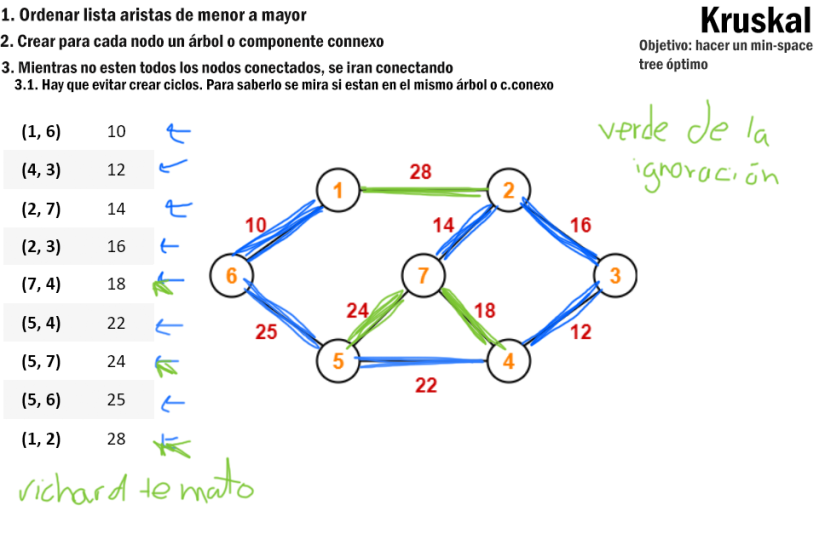 1. Ordenar lista aristas de menor a mayor
2. Crear para cada nodo un árbol o componente connexo
3. Mientras no esten todos los nodos conectados, se iran conectando
3.1. Hay que evitar crear ciclos. Para saberlo se mira si estan en el mismo árbol o c.conexo
Kruskal
Objetivo: hacer un min-space
tree óptimo
(1, 6) 10
(4, 3) 12
(2, 7) 14
(2, 3) 16
(7, 4) 18
(5, 4) 22
(5, 7) 24
(5, 6) 25
(1, 2) 28
verde de la
ignoración
28
1
2
10
14
16
6
7
3
25
24
18
12
5
4
22
richard te mato